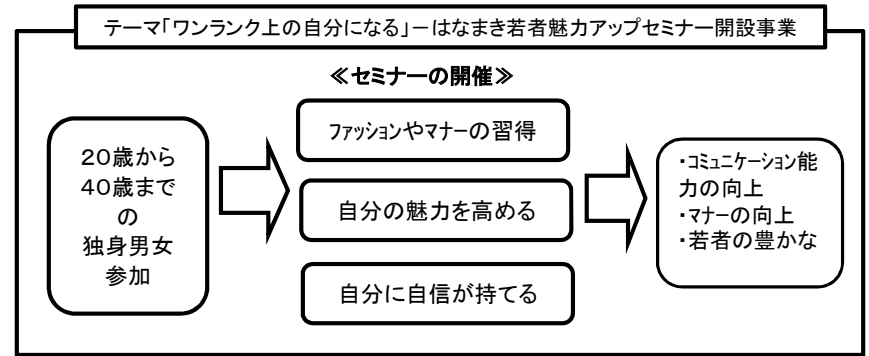 テーマ「ワンランク上の自分になる」－はなまき若者魅力アップセミナー開設事業
≪セミナーの開催≫
20歳から
40歳まで
の
独身男女
参加
ファッションやマナーの習得
自分の魅力を高める
自分に自信が持てる
・コミュニケーション能
力の向上
・マナーの向上
・若者の豊かな